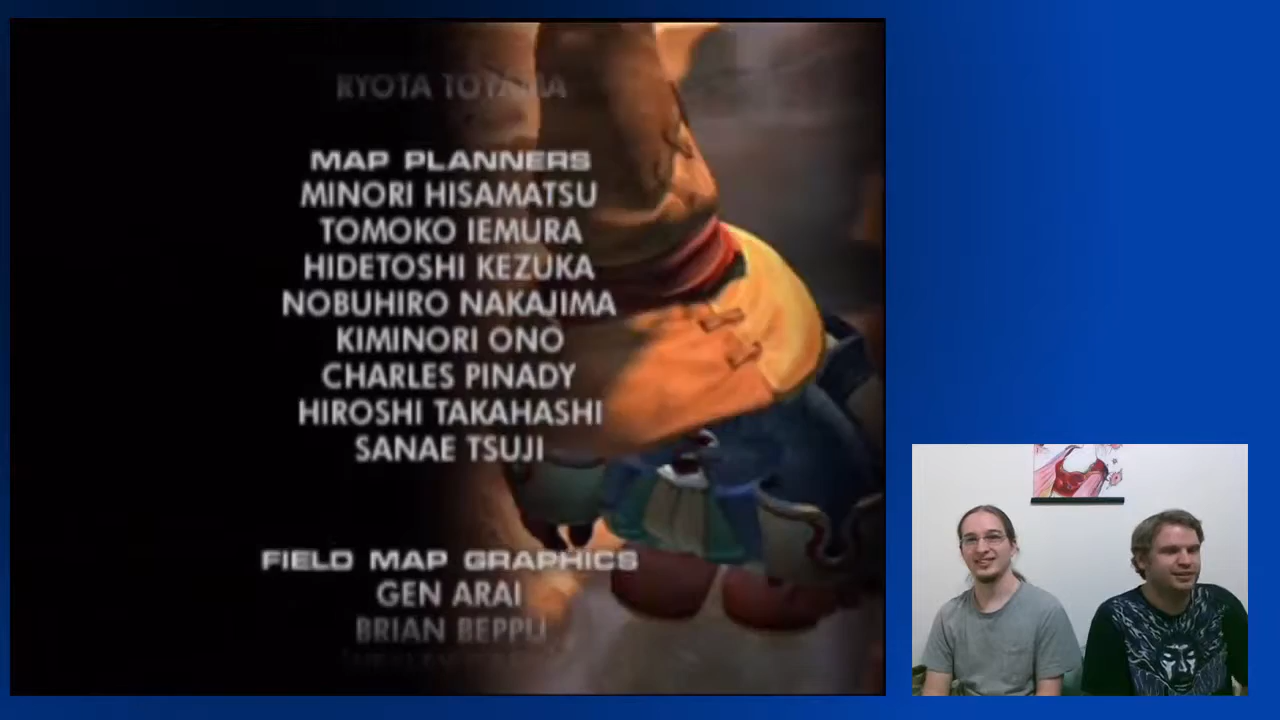 RYOTA
MAP PLANNERS
MINORI HISAMATSU
TOMOKO IEMURA
HIDETOSHI KEZUKA
NOBUHIRO NAKAJIMA
KIMINORI ONO
CHARLES PINADY
HIROSHI TAKAHASHI
SANAE TSUJI
FIELD MAP GRAPHICS
GEN ARAI
BRIAN BEPPU